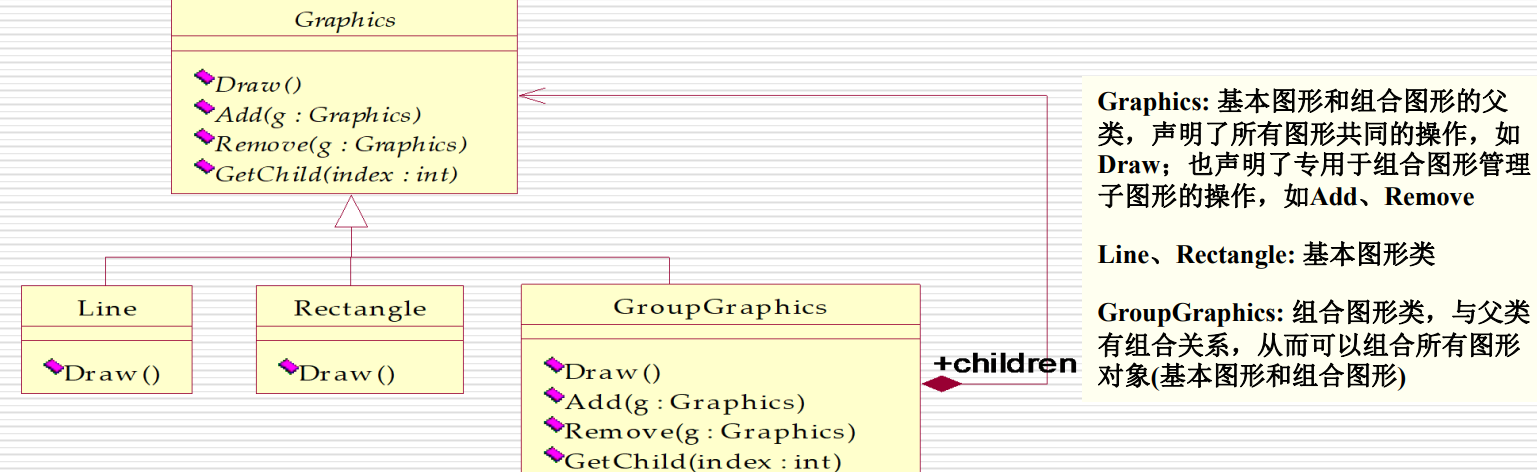 Graphics
Draw()
Add(g : Graphics)
Remove(g : Graphics)
GetChild(index : int)
Line
Draw()
Rectangle
Draw()
GroupGraphics
Draw()
Add(g : Graphics)
Remove(g : Graphics)
GetChild(index : int)
+children
Graphics: 基本图形和组合图形的父
类，声明了所有图形共同的操作，如
Draw；也声明了专用于组合图形管理
子图形的操作，如Add、Remove
Line、Rectangle: 基本图形类
GroupGraphics: 组合图形类，与父类
有组合关系，从而可以组合所有图形
对象(基本图形和组合图形)